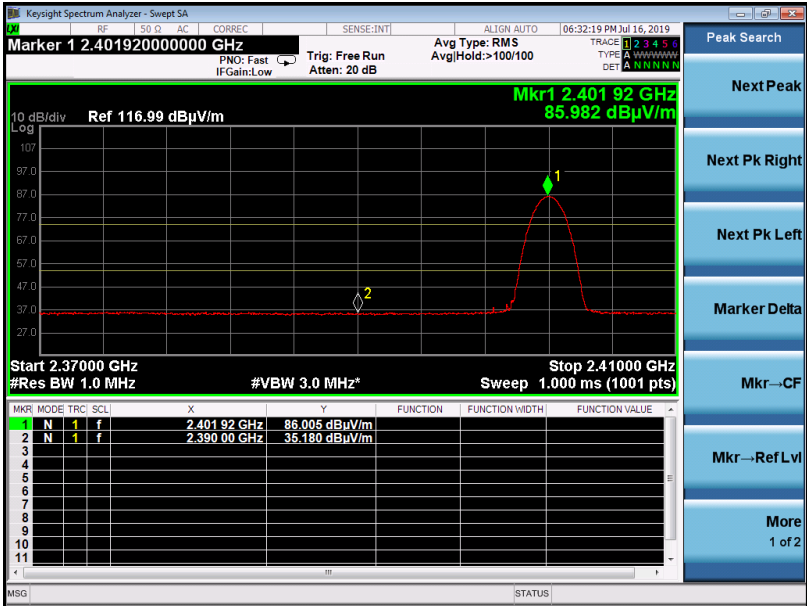 Keysight Spectrum Analyzer - Swept SA
LXI RF 50 Ω AC CORREC SENSE:INT ALIGN AUTO 06:32:19 PM Jul 16, 2019
Marker 1 2.401920000000 GHz
PNO: Fast
IFGain:Low
Trig: Free Run
Atten: 20 dB
Avg Type: RMS
Avg|Hold:>100/100
TRACE 1 2 3 4 5 6
TYPE A WWWWW
DET A N N N N N
Mkr1 2.401 92 GHz
85.982 dBµV/m
10 dB/div
Log
Ref 116.99 dBµV/m
107
97.0
87.0
77.0
67.0
57.0
47.0
37.0
27.0
1
2
Start 2.37000 GHz
Stop 2.41000 GHz
#Res BW 1.0 MHz
#VBW 3.0 MHz*
Sweep 1.000 ms (1001 pts)
MKR MODE TRC SCL X Y FUNCTION FUNCTION WIDTH FUNCTION VALUE
1 N 1 f 2.401 92 GHz 86.005 dBµV/m
2 N 1 f 2.390 00 GHz 35.180 dBµV/m
3
4
5
6
7
8
9
10
11
MSG
STATUS
Peak Search
Next Peak
Next Pk Right
Next Pk Left
Marker Delta
Mkr→CF
Mkr→Ref Lvl
More
1 of 2